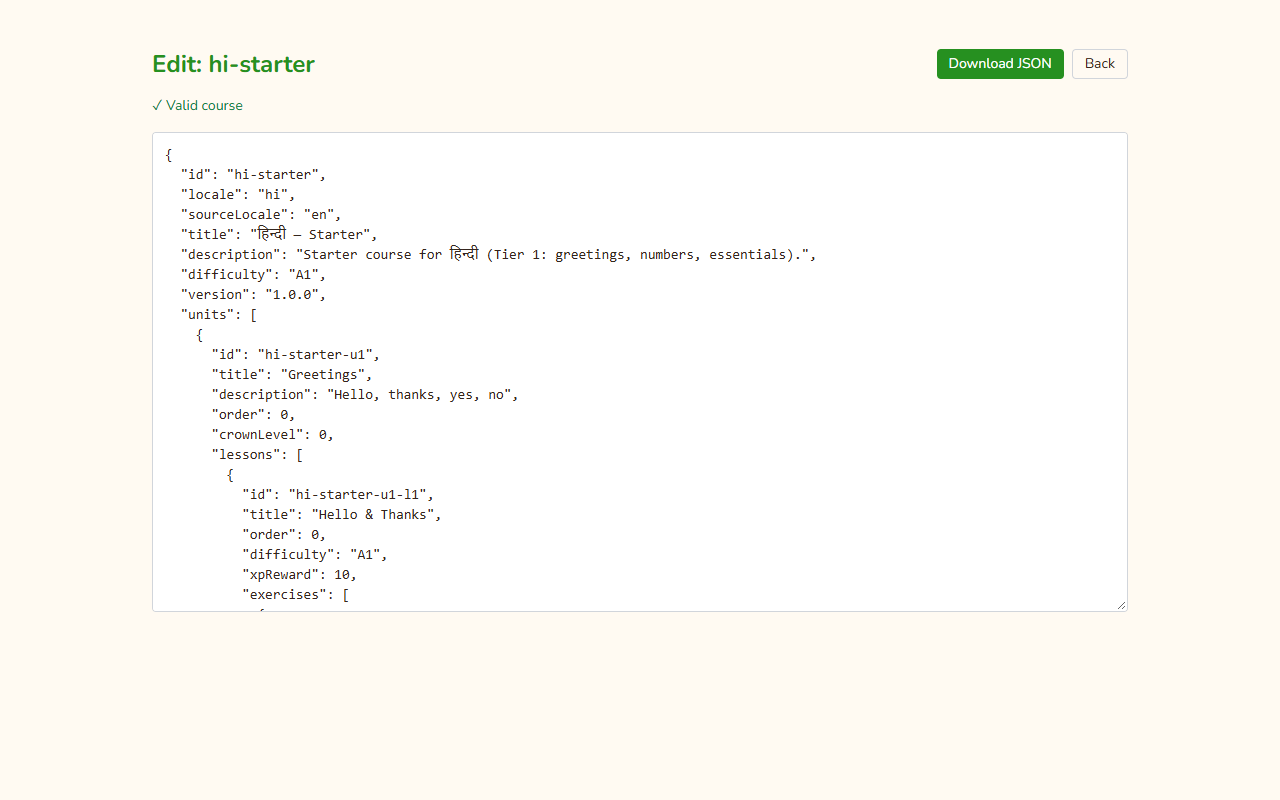 Edit: hi-starter
Download JSON
Back
✓ Valid course
{
  "id": "hi-starter",
  "locale": "hi",
  "sourceLocale": "en",
  "title": "हिन्दी — Starter",
  "description": "Starter course for हिन्दी (Tier 1: greetings, numbers, essentials).",
  "difficulty": "A1",
  "version": "1.0.0",
  "units": [
    {
      "id": "hi-starter-u1",
      "title": "Greetings",
      "description": "Hello, thanks, yes, no",
      "order": 0,
      "crownLevel": 0,
      "lessons": [
        {
          "id": "hi-starter-u1-l1",
          "title": "Hello & Thanks",
          "order": 0,
          "difficulty": "A1",
          "xpReward": 10,
          "exercises": [